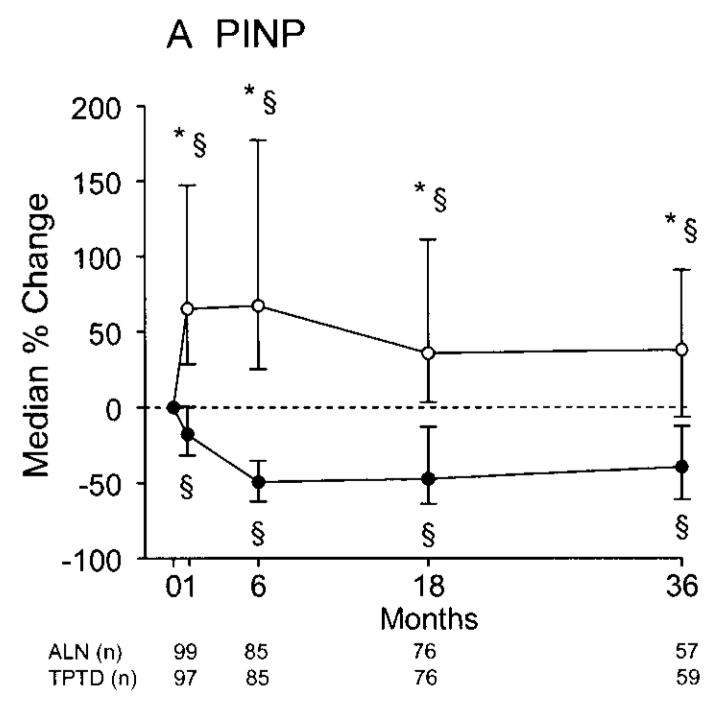 A PINP
* §
* §
* §
* §
200
150
100
50
0
-50
-100
Median % Change
§
§
§
§
01 6 18 36
Months
ALN (n) 99 85 76 57
TPTD (n) 97 85 76 59